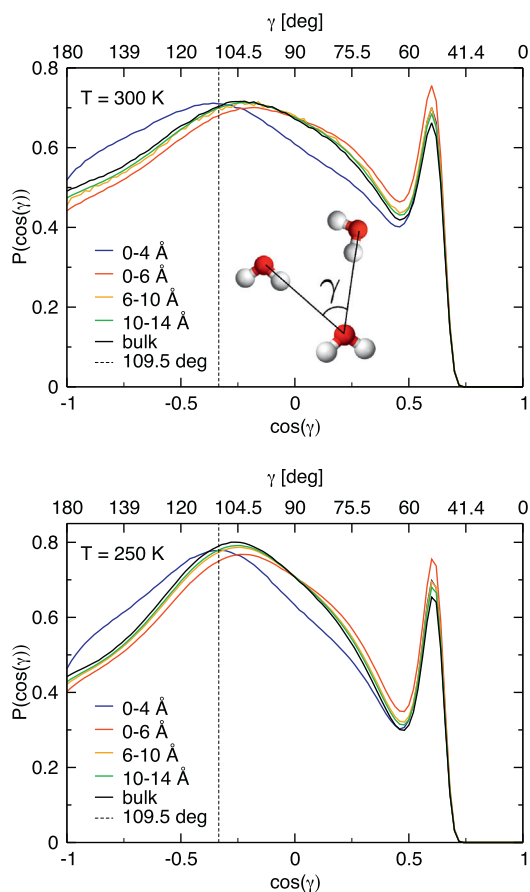 γ [deg]
180 139 120 104.5 90 75.5 60 41.4 0
0.8
T = 300 K
0.6
P(cos(γ))
0.4
0.2
0
0-4 Å
0-6 Å
6-10 Å
10-14 Å
bulk
109.5 deg
γ
-1 -0.5 0 0.5 1
cos(γ)
γ [deg]
180 139 120 104.5 90 75.5 60 41.4 0
0.8
T = 250 K
0.6
P(cos(γ))
0.4
0.2
0
0-4 Å
0-6 Å
6-10 Å
10-14 Å
bulk
109.5 deg
-1 -0.5 0 0.5 1
cos(γ)